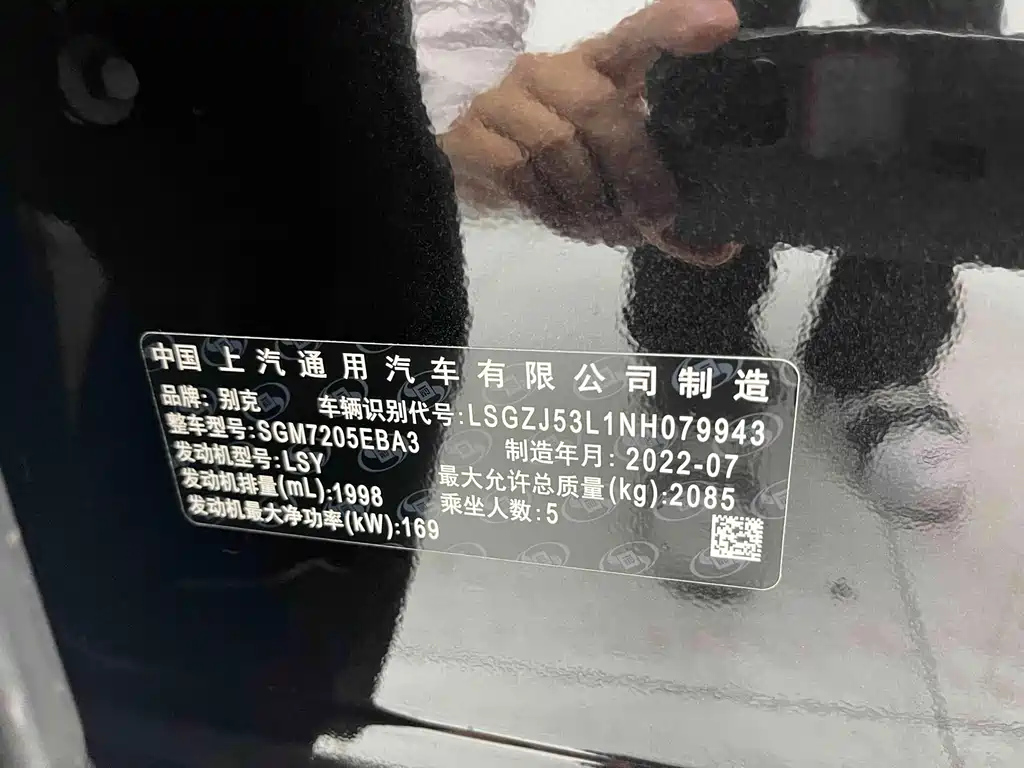 中国 上汽通用汽车有限公司制造
品牌: 别克 车辆识别代号:LSGZJ53L1NH079943
整车型号:SGM7205EBA3 制造年月: 2022-07
发动机型号:LSY 最大允许总质量(kg):2085
发动机排量(mL):1998 乘坐人数:5
发动机最大净功率(kW):169